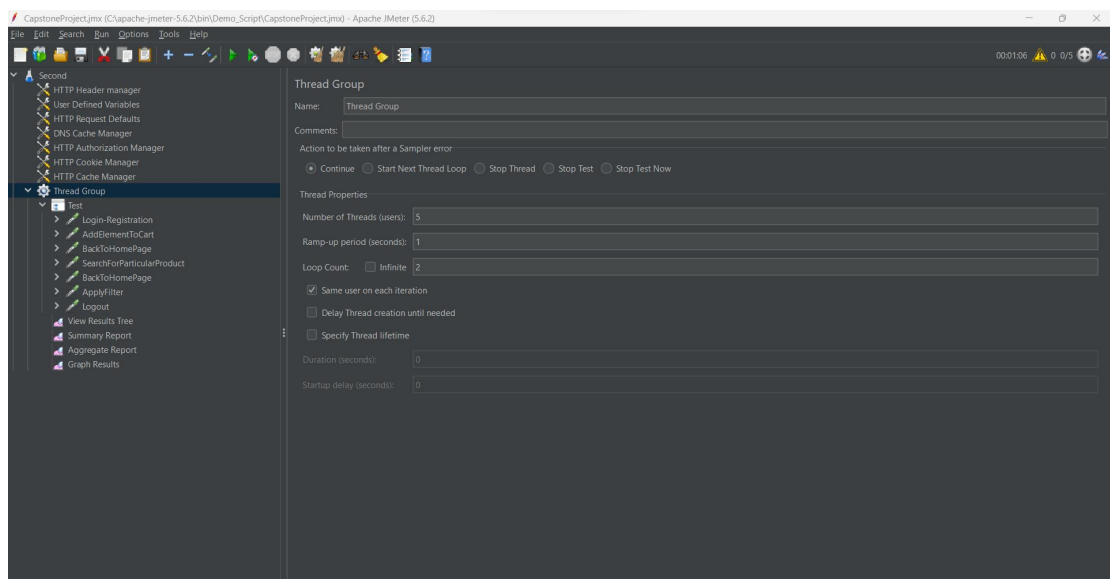 CapstoneProject.jmx (C:\apache-jmeter-5.6.2\bin\Demo_Script\CapstoneProject.jmx) - Apache JMeter (5.6.2)
File Edit Search Run Options Tools Help
00:01:06 0 0/5
Second
HTTP Header manager
User Defined Variables
HTTP Request Defaults
DNS Cache Manager
HTTP Authorization Manager
HTTP Cookie Manager
HTTP Cache Manager
Thread Group
Test
Login-Registration
AddElementToCart
BackToHomePage
SearchForParticularProduct
BackToHomePage
ApplyFilter
Logout
View Results Tree
Summary Report
Aggregate Report
Graph Results
Thread Group
Name: Thread Group
Comments:
Action to be taken after a Sampler error
Continue Start Next Thread Loop Stop Thread Stop Test Stop Test Now
Thread Properties
Number of Threads (users): 5
Ramp-up period (seconds): 1
Loop Count: Infinite 2
Same user on each iteration
Delay Thread creation until needed
Specify Thread lifetime
Duration (seconds): 0
Startup delay (seconds): 0